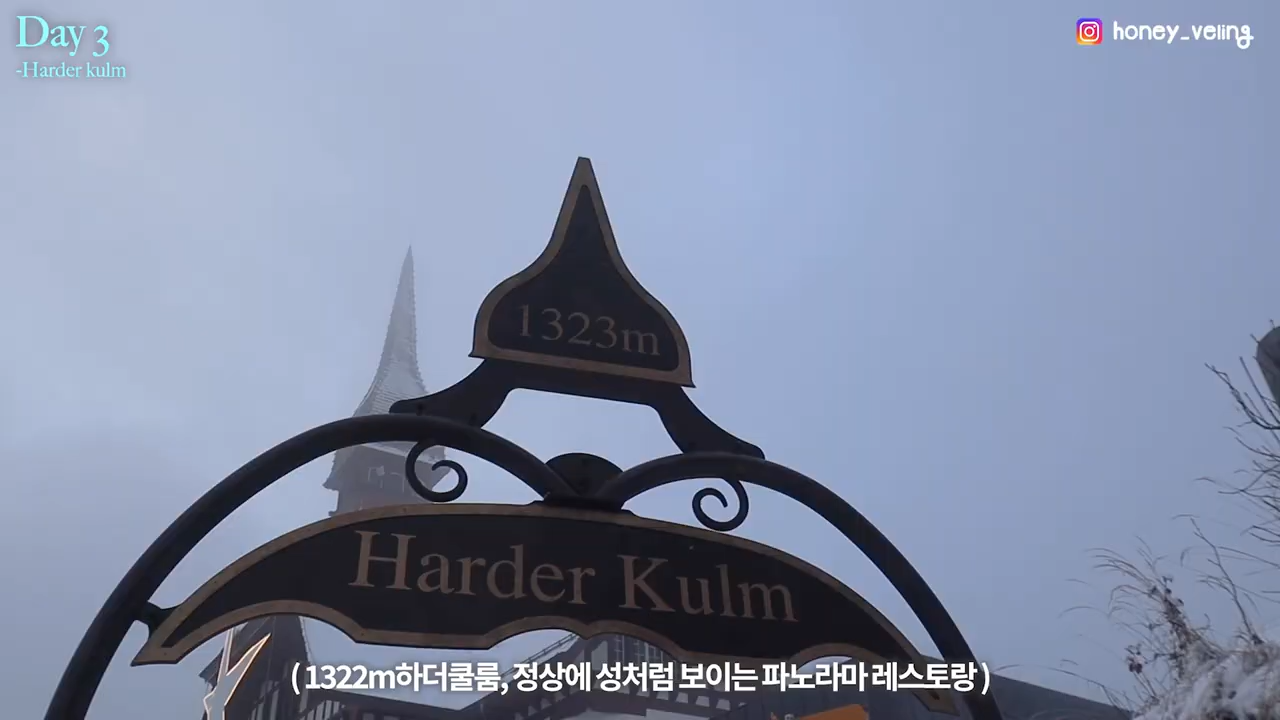 Day 3
-Harder kulm
honey_veling
1323m
Harder Kulm
( 1322m하더쿨룸, 정상에 성처럼 보이는 파노라마 레스토랑 )